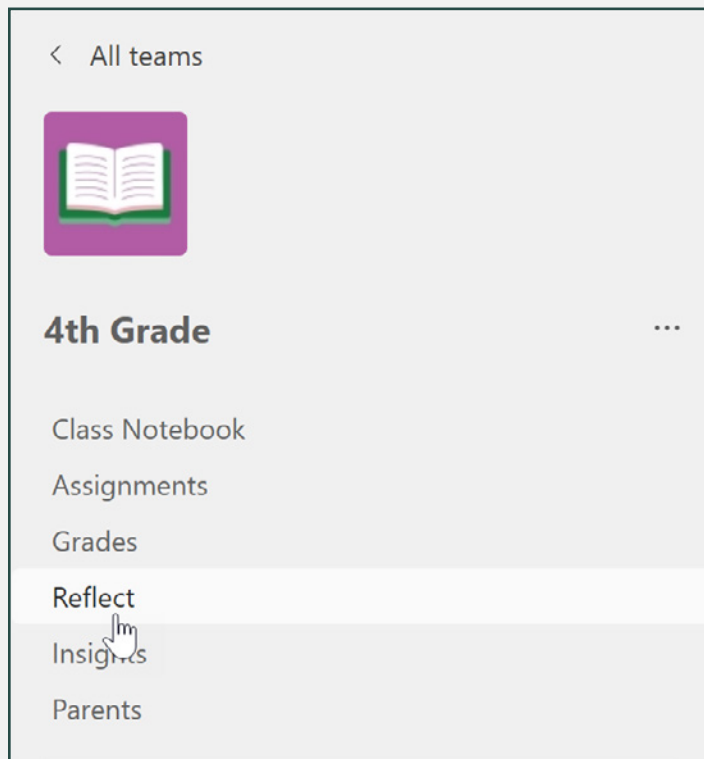 All teams
4th Grade
Class Notebook
Assignments
Grades
Reflect
Insights
Parents